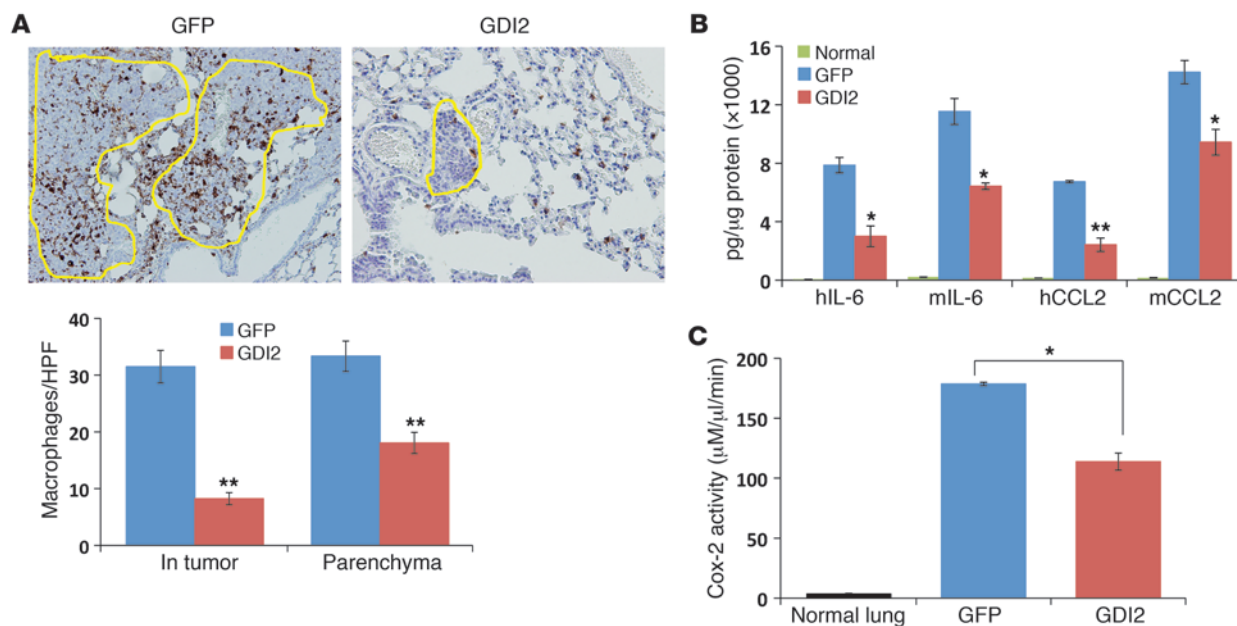 A
GFP
GDI2
40
30
20
10
0
Macrophages/HPF
GFP
GDI2
**
**
In tumor
Parenchyma
B
16
12
8
4
0
pg/μg protein (×1000)
Normal
GFP
GDI2
*
*
**
*
hIL-6
mIL-6
hCCL2
mCCL2
C
200
150
100
50
0
Cox-2 activity (μM/μl/min)
*
Normal lung
GFP
GDI2